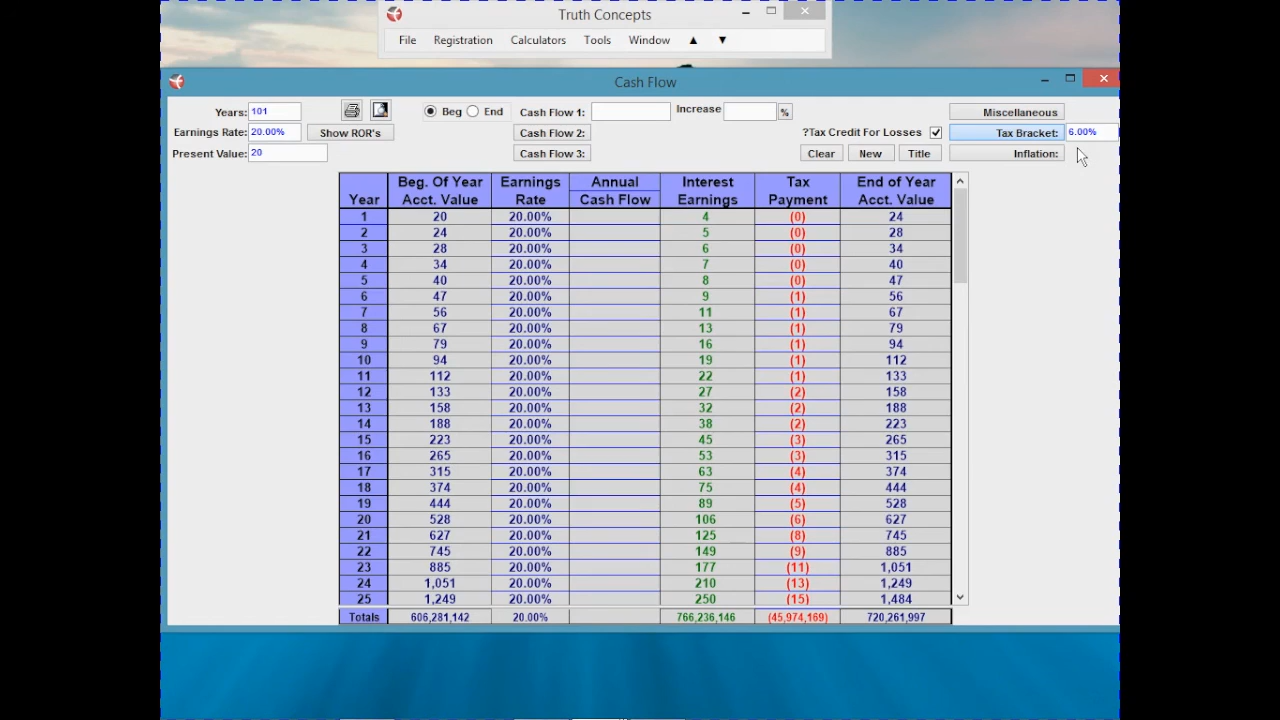 Truth Concepts
File Registration Calculators Tools Window ▲ ▼
Cash Flow
Years: 101 Beg End Cash Flow 1: Increase % Miscellaneous
Earnings Rate: 20.00% Show ROR's Cash Flow 2: ?Tax Credit For Losses Tax Bracket: 6.00%
Present Value: 20 Cash Flow 3: Clear New Title Inflation:
Beg. Of Year Earnings Annual Interest Tax End of Year
Year Acct. Value Rate Cash Flow Earnings Payment Acct. Value
1 20 20.00% 4 (0) 24
2 24 20.00% 5 (0) 28
3 28 20.00% 6 (0) 34
4 34 20.00% 7 (0) 40
5 40 20.00% 8 (0) 47
6 47 20.00% 9 (1) 56
7 56 20.00% 11 (1) 67
8 67 20.00% 13 (1) 79
9 79 20.00% 16 (1) 94
10 94 20.00% 19 (1) 112
11 112 20.00% 22 (1) 133
12 133 20.00% 27 (2) 158
13 158 20.00% 32 (2) 188
14 188 20.00% 38 (2) 223
15 223 20.00% 45 (3) 265
16 265 20.00% 53 (3) 315
17 315 20.00% 63 (4) 374
18 374 20.00% 75 (4) 444
19 444 20.00% 89 (5) 528
20 528 20.00% 106 (6) 627
21 627 20.00% 125 (8) 745
22 745 20.00% 149 (9) 885
23 885 20.00% 177 (11) 1,051
24 1,051 20.00% 210 (13) 1,249
25 1,249 20.00% 250 (15) 1,484
Totals 606,281,142 20.00% 766,236,146 (45,974,169) 720,261,997